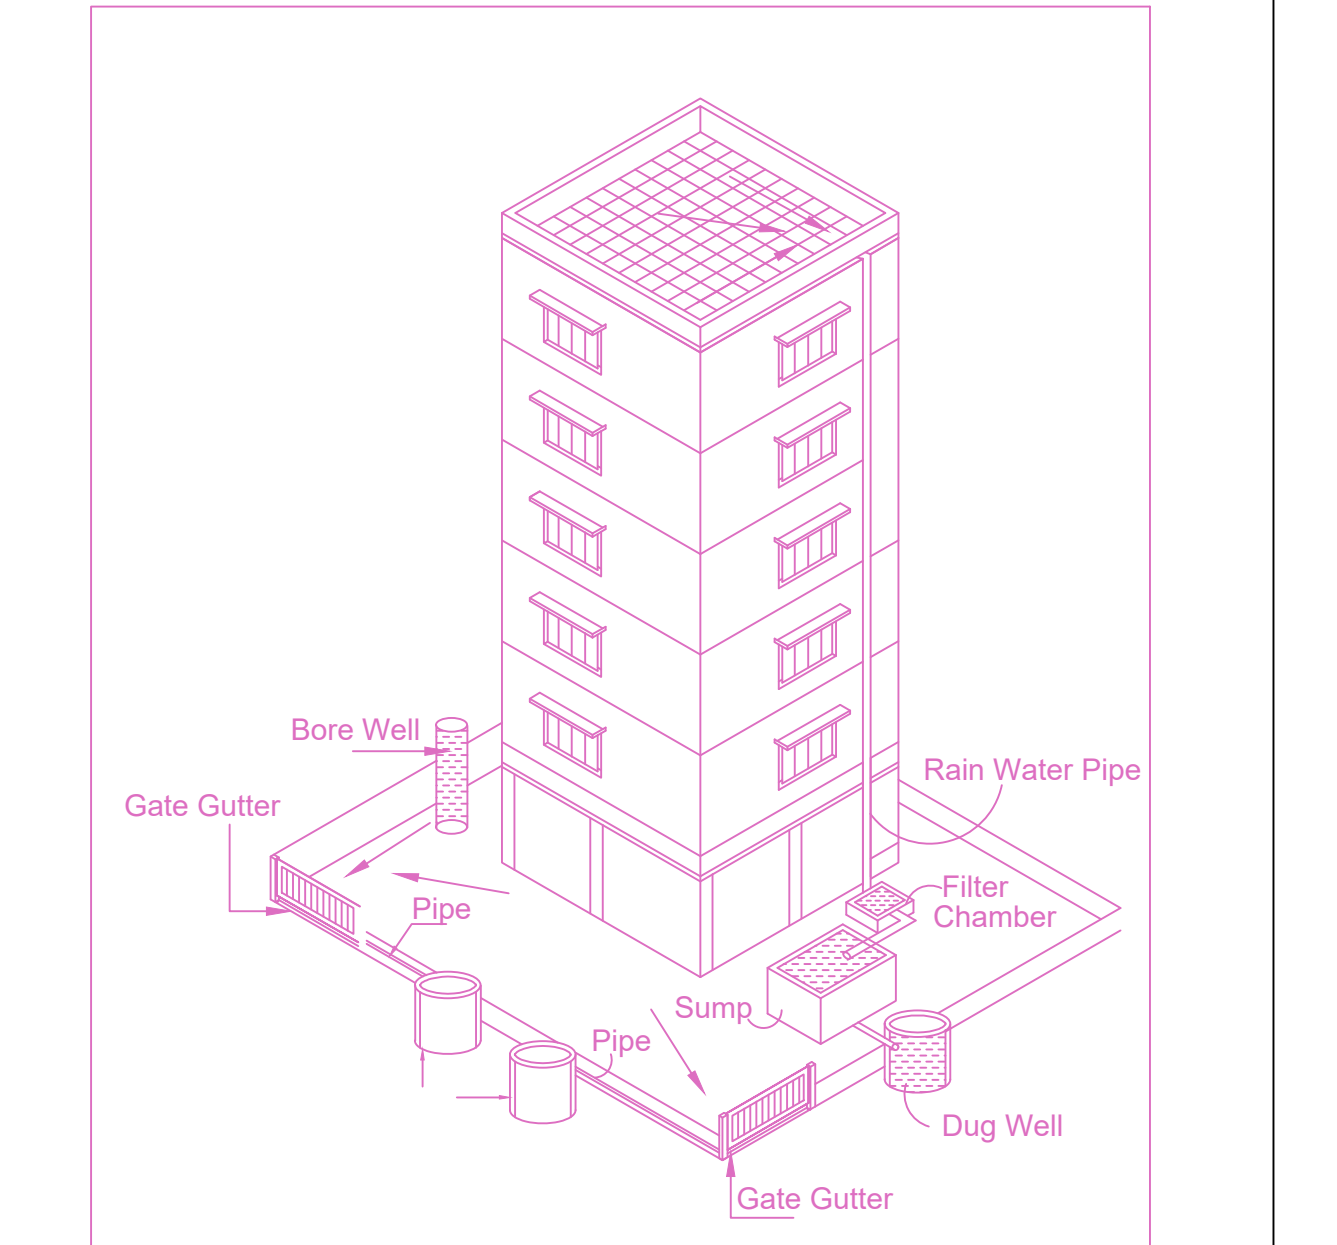 Bore Well
Rain Water Pipe
Gate Gutter
Filter
Chamber
Pipe
Sump
Pipe
Dug Well
Gate Gutter